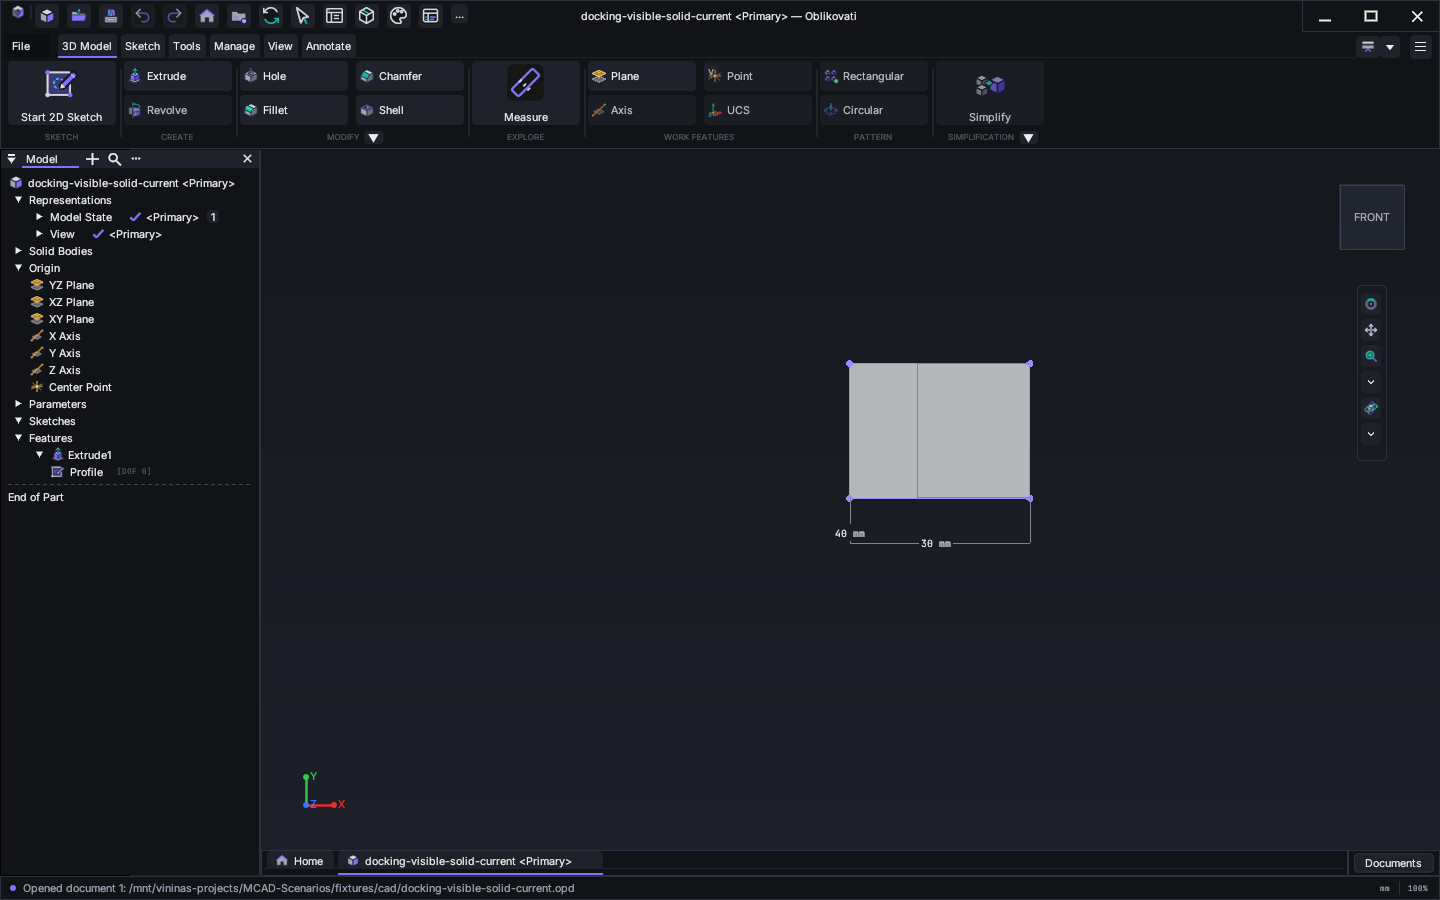 docking-visible-solid-current <Primary> — Oblikovati
File
3D Model
Sketch
Tools
Manage
View
Annotate
Start 2D Sketch
Extrude
Revolve
Hole
Fillet
Chamfer
Shell
Measure
Plane
Axis
Point
UCS
Rectangular
Circular
Simplify
SKETCH
CREATE
MODIFY
EXPLORE
WORK FEATURES
PATTERN
SIMPLIFICATION
Model
docking-visible-solid-current <Primary>
Representations
Model State <Primary> 1
View <Primary>
Solid Bodies
Origin
YZ Plane
XZ Plane
XY Plane
X Axis
Y Axis
Z Axis
Center Point
Parameters
Sketches
Features
Extrude1
Profile [DOF 0]
End of Part
FRONT
40 mm
30 mm
Y
Z
X
Home
docking-visible-solid-current <Primary>
Documents
Opened document 1: /mnt/vininas-projects/MCAD-Scenarios/fixtures/cad/docking-visible-solid-current.opd
mm
100%